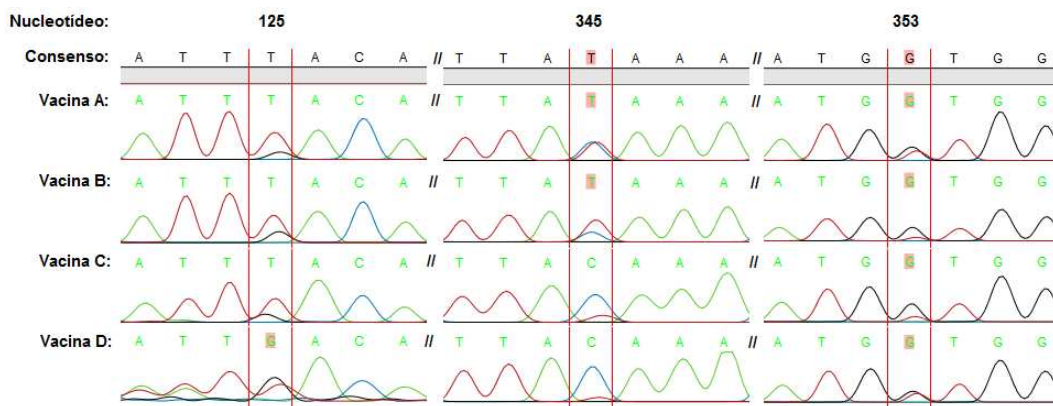 Nucleotídeo: 125 345 353
Consenso: A T T T A C A // T T A T A A A // A T G G T G G
Vacina A: A T T T A C A // T T A T A A A // A T G G T G G
Vacina B: A T T T A C A // T T A T A A A // A T G G T G G
Vacina C: A T T T A C A // T T A C A A A // A T G G T G G
Vacina D: A T T G A C A // T T A C A A A // A T G G T G G